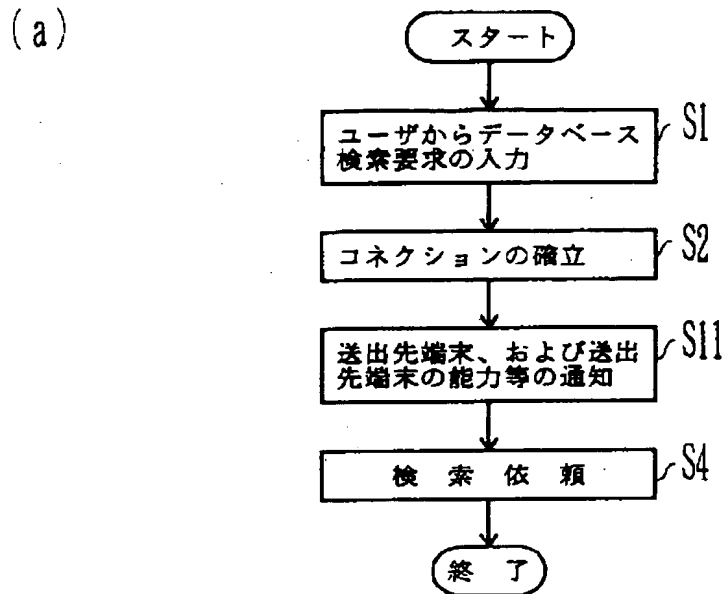 (a)
スタート
ユーザからデータベース
検索要求の入力
S1
コネクションの確立
S2
送出先端末、および送出
先端末の能力等の通知
S11
検索依頼
S4
終了